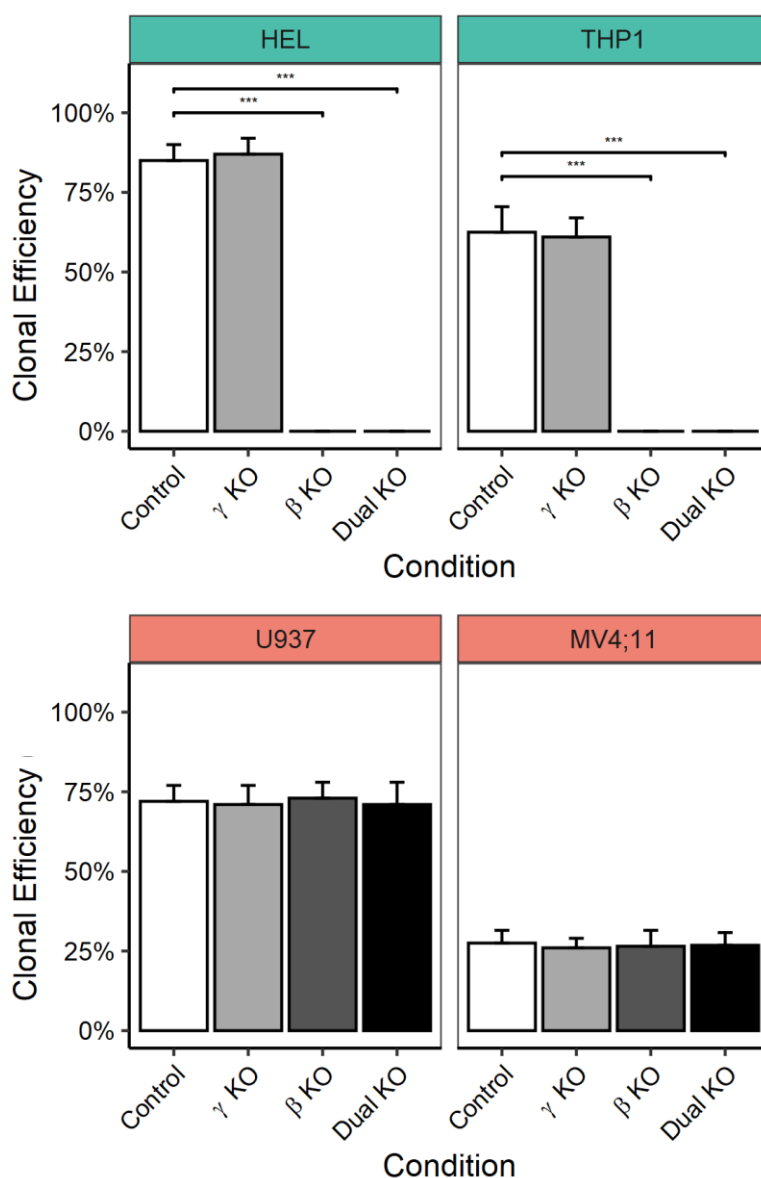 HEL THP1
*** ***
*** ***
Clonal Efficiency
100%
75%
50%
25%
0%
Control γ KO β KO Dual KO Control γ KO β KO Dual KO
Condition
U937 MV4;11
Clonal Efficiency
100%
75%
50%
25%
0%
Control γ KO β KO Dual KO Control γ KO β KO Dual KO
Condition